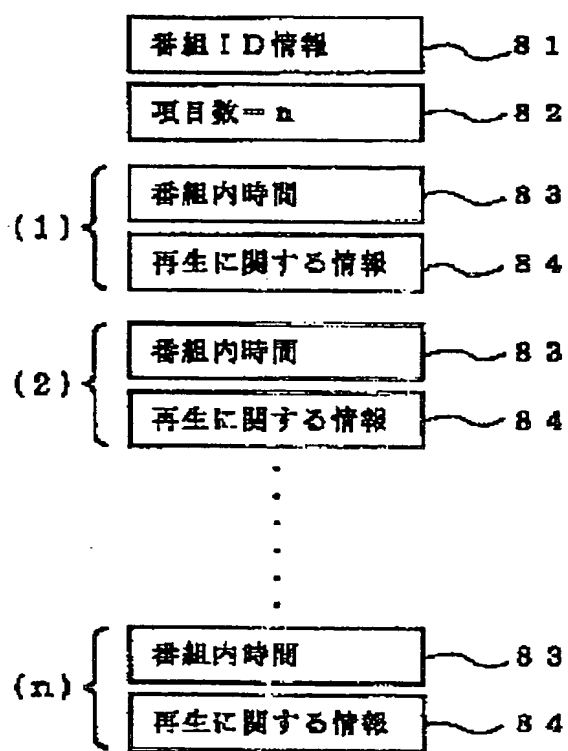 番組ID情報 81
項目数=n 82
(1) 番組内時間 83
再生に関する情報 84
(2) 番組内時間 83
再生に関する情報 84
(n) 番組内時間 83
再生に関する情報 84